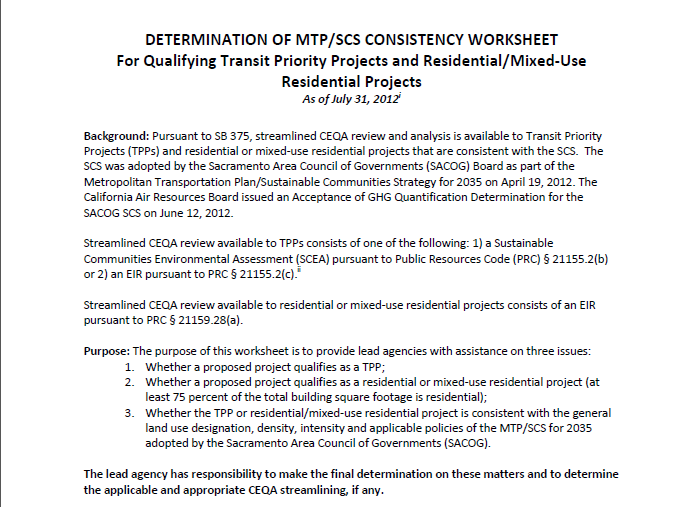 DETERMINATION OF MTP/SCS CONSISTENCY WORKSHEET
For Qualifying Transit Priority Projects and Residential/Mixed-Use
Residential Projects
As of July 31, 2012i
Background: Pursuant to SB 375, streamlined CEQA review and analysis is available to Transit Priority
Projects (TPPs) and residential or mixed-use residential projects that are consistent with the SCS. The
SCS was adopted by the Sacramento Area Council of Governments (SACOG) Board as part of the
Metropolitan Transportation Plan/Sustainable Communities Strategy for 2035 on April 19, 2012. The
California Air Resources Board issued an Acceptance of GHG Quantification Determination for the
SACOG SCS on June 12, 2012.
Streamlined CEQA review available to TPPs consists of one of the following: 1) a Sustainable
Communities Environmental Assessment (SCEA) pursuant to Public Resources Code (PRC) § 21155.2(b)
or 2) an EIR pursuant to PRC § 21155.2(c).ii
Streamlined CEQA review available to residential or mixed-use residential projects consists of an EIR
pursuant to PRC § 21159.28(a).
Purpose: The purpose of this worksheet is to provide lead agencies with assistance on three issues:
1. Whether a proposed project qualifies as a TPP;
2. Whether a proposed project qualifies as a residential or mixed-use residential project (at
least 75 percent of the total building square footage is residential);
3. Whether the TPP or residential/mixed-use residential project is consistent with the general
land use designation, density, intensity and applicable policies of the MTP/SCS for 2035
adopted by the Sacramento Area Council of Governments (SACOG).
The lead agency has responsibility to make the final determination on these matters and to determine
the applicable and appropriate CEQA streamlining, if any.